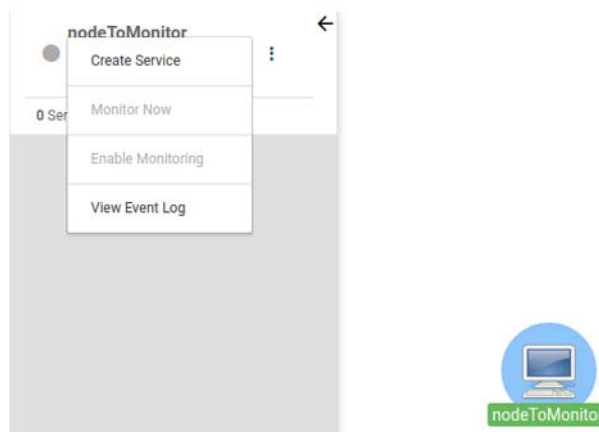 nodeToMonitor
Create Service
0 Ser
Monitor Now
Enable Monitoring
View Event Log
nodeToMonitor